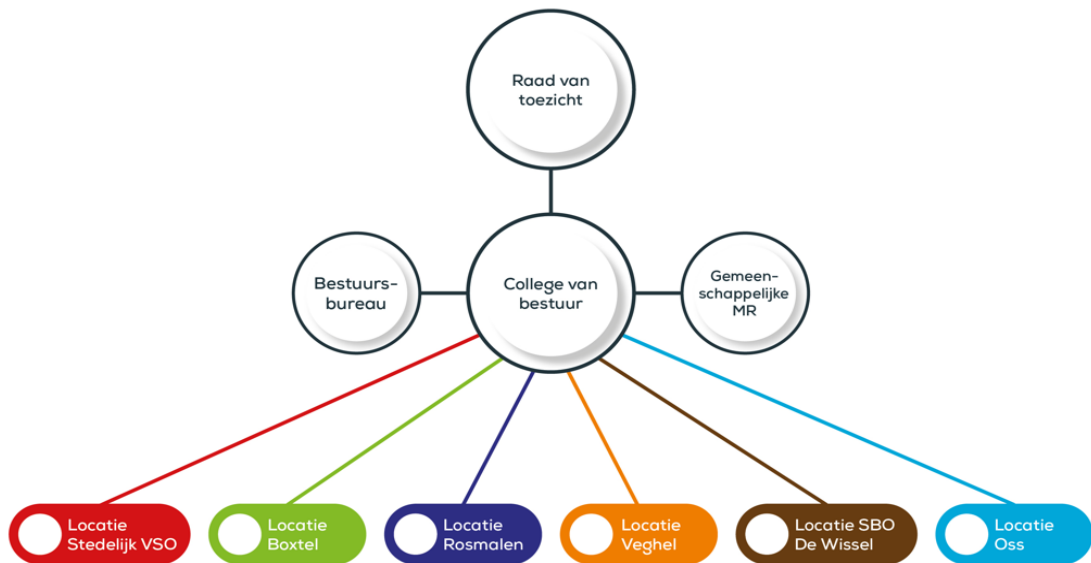 Raad van
toezicht
Bestuurs-
bureau
College van
bestuur
Gemeen-
schappelijke
MR
Locatie
Stedelijk VSO
Locatie
Boxtel
Locatie
Rosmalen
Locatie
Veghel
Locatie SBO
De Wissel
Locatie
Oss